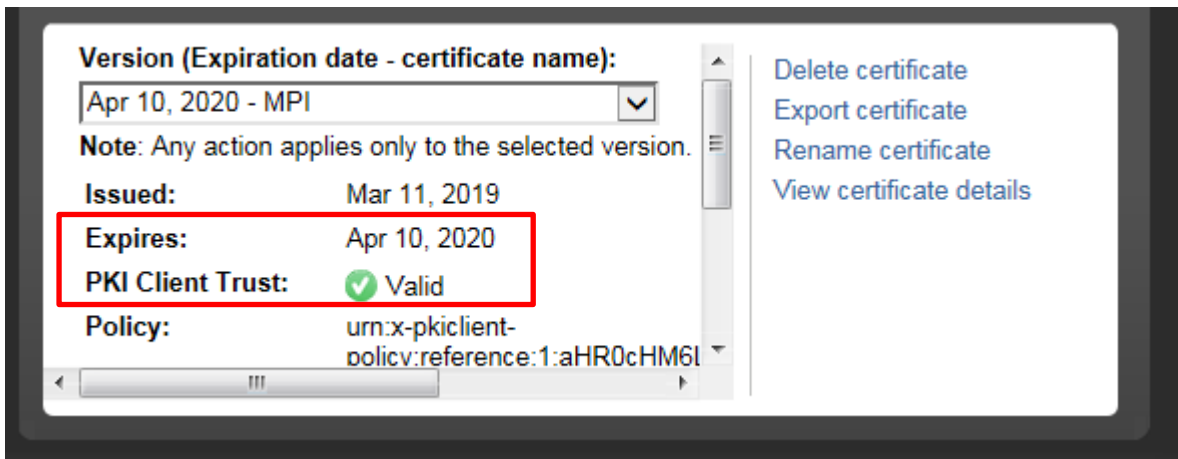 Version (Expiration date - certificate name):
Apr 10, 2020 - MPI
Note: Any action applies only to the selected version.
Issued: Mar 11, 2019
Expires: Apr 10, 2020
PKI Client Trust: Valid
Policy: urn:x-pkiclient-
policy:reference:1:aHR0cHM6L
Delete certificate
Export certificate
Rename certificate
View certificate details